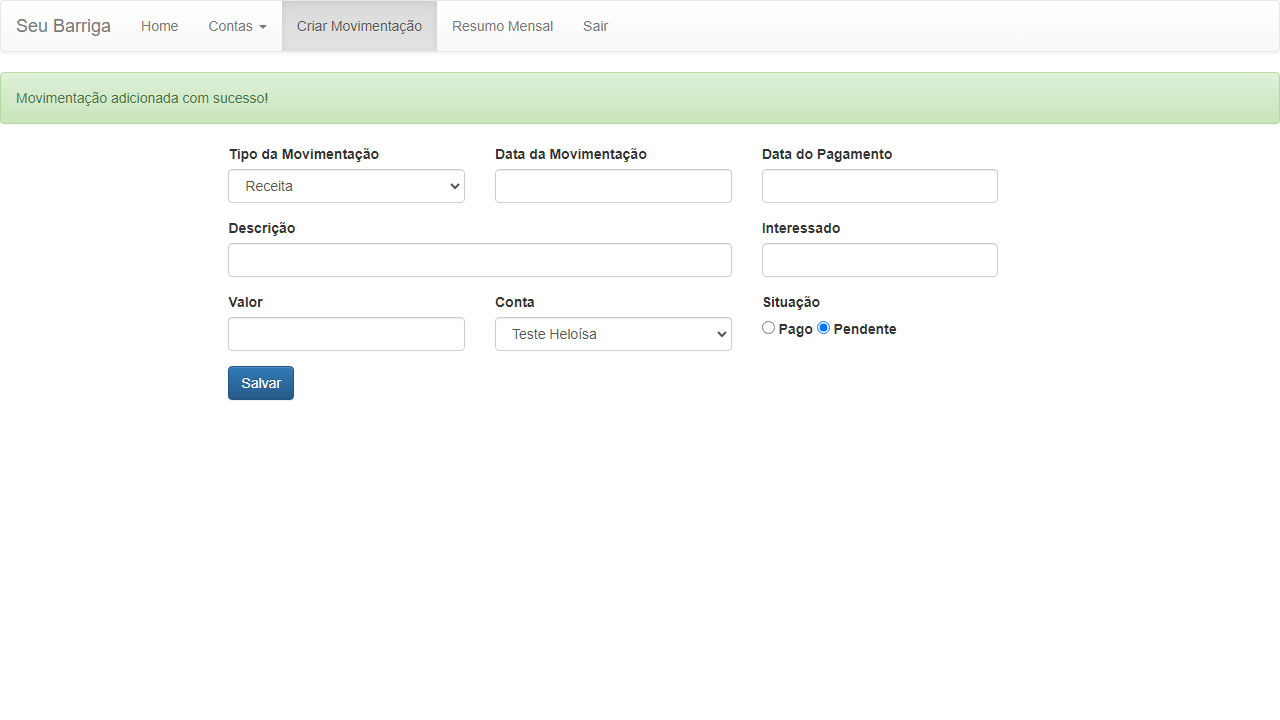 Seu Barriga Home Contas Criar Movimentação Resumo Mensal Sair
Movimentação adicionada com sucesso!
Tipo da Movimentação Data da Movimentação Data do Pagamento
Receita
Descrição Interessado
Valor Conta Situação
Teste Heloísa Pago Pendente
Salvar